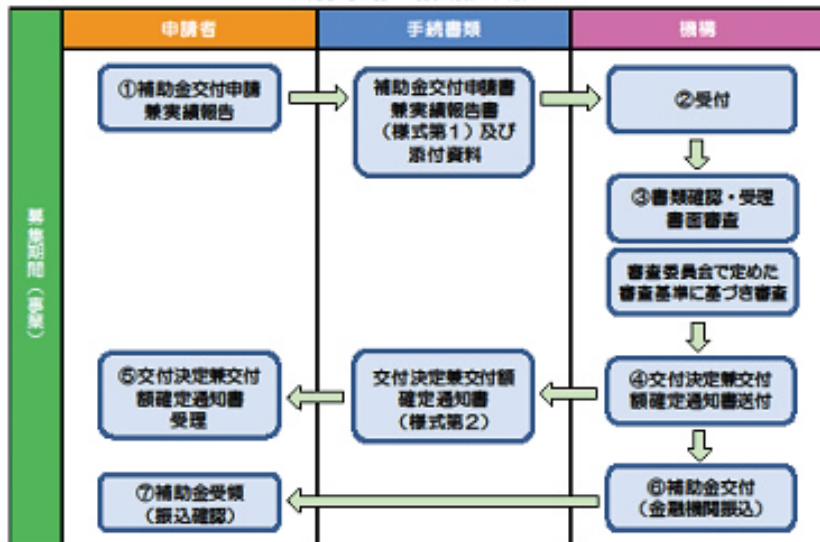 申請者
手続書類
機構
募集期間（事業）
①補助金交付申請
兼実績報告
補助金交付申請書
兼実績報告書
（様式第１）及び
添付資料
②受付
③書類確認・受理
書面審査
審査委員会で定めた
審査基準に基づき審査
⑤交付決定兼交付
額確定通知書
受理
交付決定兼交付額
確定通知書
（様式第２）
④交付決定兼交付
額確定通知書送付
⑦補助金受領
（振込確認）
⑥補助金交付
（金融機関振込）